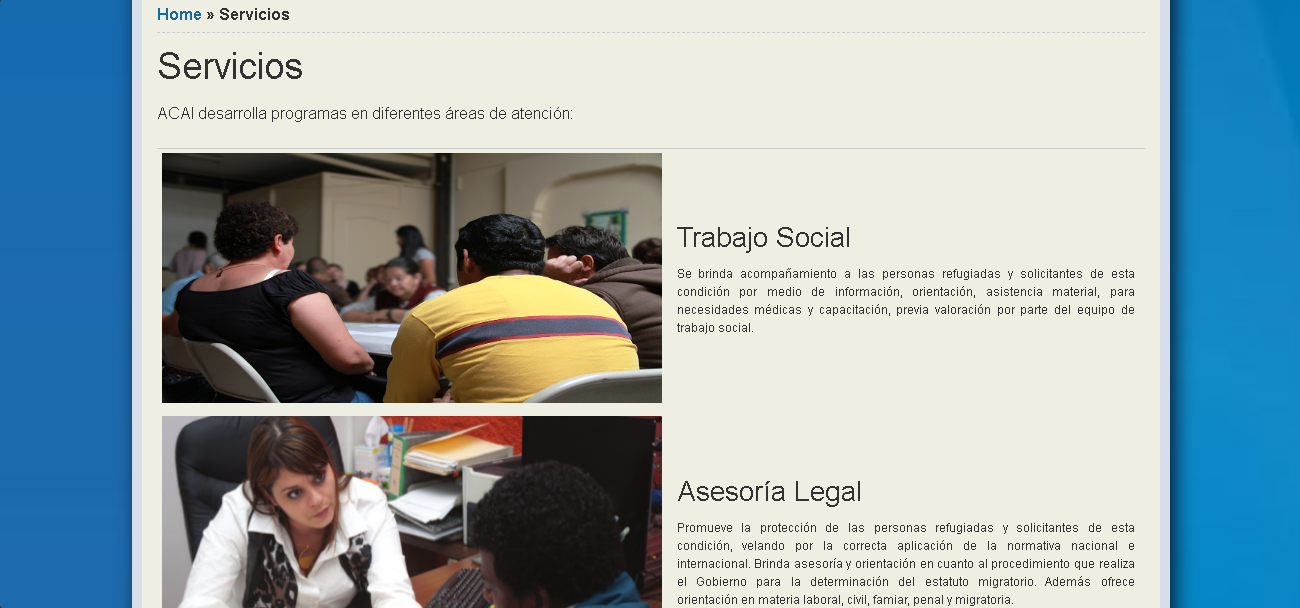 Home » Servicios
Servicios
ACAI desarrolla programas en diferentes áreas de atención:
Trabajo Social
Se brinda acompañamiento a las personas refugiadas y solicitantes de esta
condición por medio de información, orientación, asistencia material, para
necesidades médicas y capacitación, previa valoración por parte del equipo de
trabajo social.
Asesoría Legal
Promueve la protección de las personas refugiadas y solicitantes de esta
condición, velando por la correcta aplicación de la normativa nacional e
internacional. Brinda asesoría y orientación en cuanto al procedimiento que realiza
el Gobierno para la determinación del estatuto migratorio. Además ofrece
orientación en materia laboral, civil, famiar, penal y migratoria.